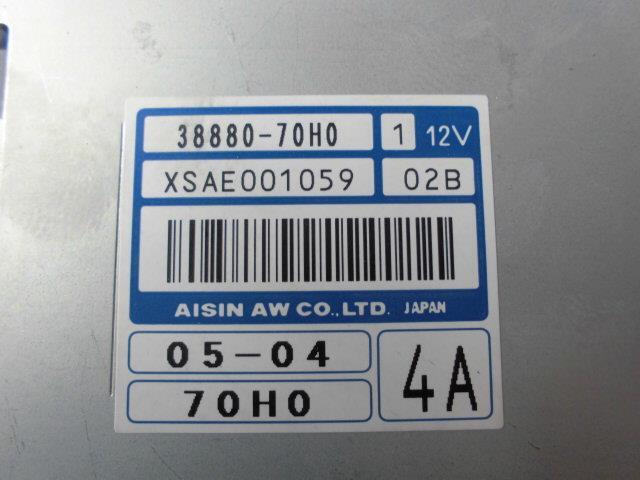 38880-70H0 1 12V
XSAE001059 02B
AISIN AW CO.,LTD. JAPAN
05-04
70H0 4A